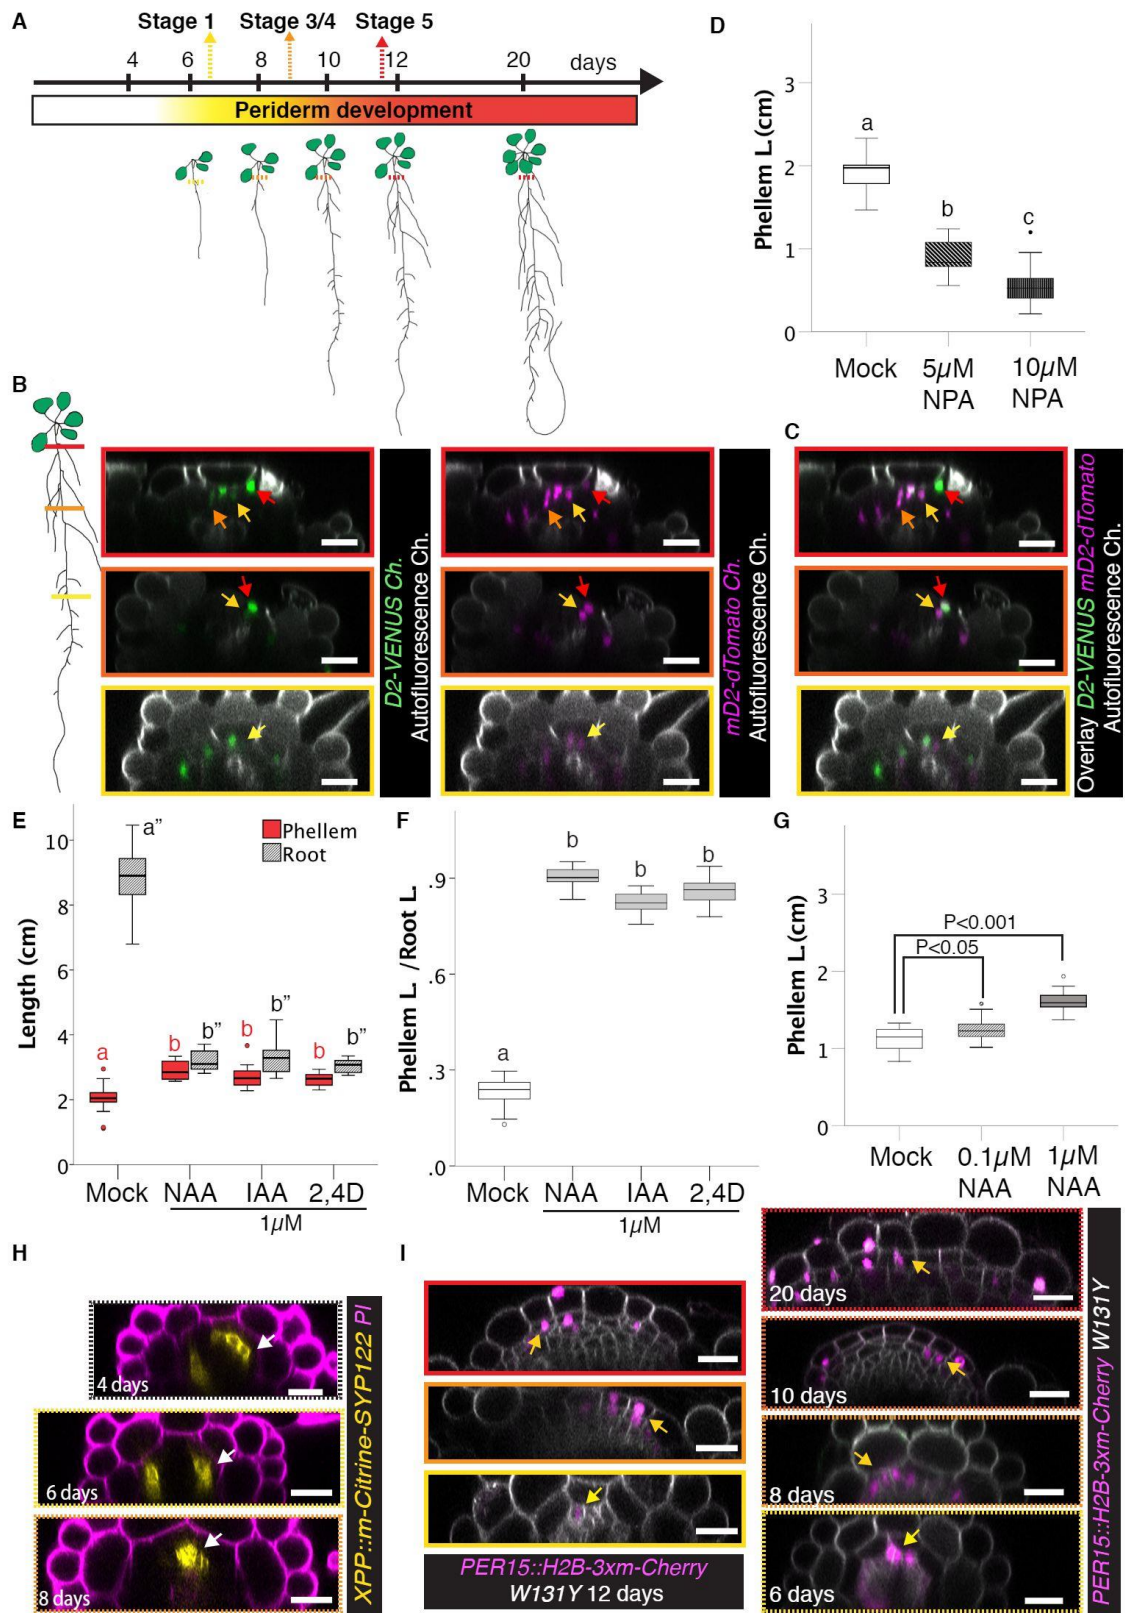 A
Stage 1 Stage 3/4 Stage 5
4 6 8 10 12 20 days
Periderm development
D
Phellem L.(cm)
3
2
1
0
a
b
c
Mock 5µM NPA 10µM NPA
B
D2-VENUS Ch.
Autofluorescence Ch.
mD2-dTomato Ch.
Autofluorescence Ch.
C
Overlay D2-VENUS mD2-dTomato
Autofluorescence Ch.
E
Length (cm)
10
8
6
4
2
0
Phellem
Root
a a”
b b”
b b”
b b”
Mock NAA IAA 2,4D
1µM
F
Phellem L. /Root L.
.9
.6
.3
.0
a
b
b
b
Mock NAA IAA 2,4D
1µM
G
Phellem L.(cm)
3
2
1
0
P<0.001
P<0.05
Mock 0.1µM NAA 1µM NAA
H
4 days
6 days
8 days
XPP::m-Citrine-SYP122 PI
I
PER15::H2B-3xm-Cherry
W131Y 12 days
20 days
10 days
8 days
6 days
PER15::H2B-3xm-Cherry W131Y